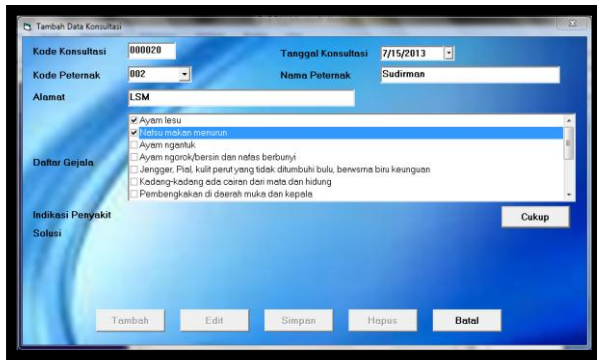 Tambah Data Konsultasi
Kode Konsultasi 000020 Tanggal Konsultasi 7/15/2013
Kode Peternak 002 Nama Peternak Sudirman
Alamat LSM
Daftar Gejala
Ayam lesu
Nafsu makan menurun
Ayam ngantuk
Ayam ngorok/bersin dan nafas berbunyi
Jengger, Pial, kulit perut yang tidak ditumbuhi bulu, berwsrna biru keunguan
Kadang-kadang ada cairan dari mata dan hidung
Pembengkakan di daerah muka dan kepala
Indikasi Penyakit Cukup
Solusi
Tambah Edit Simpan Hapus Batal